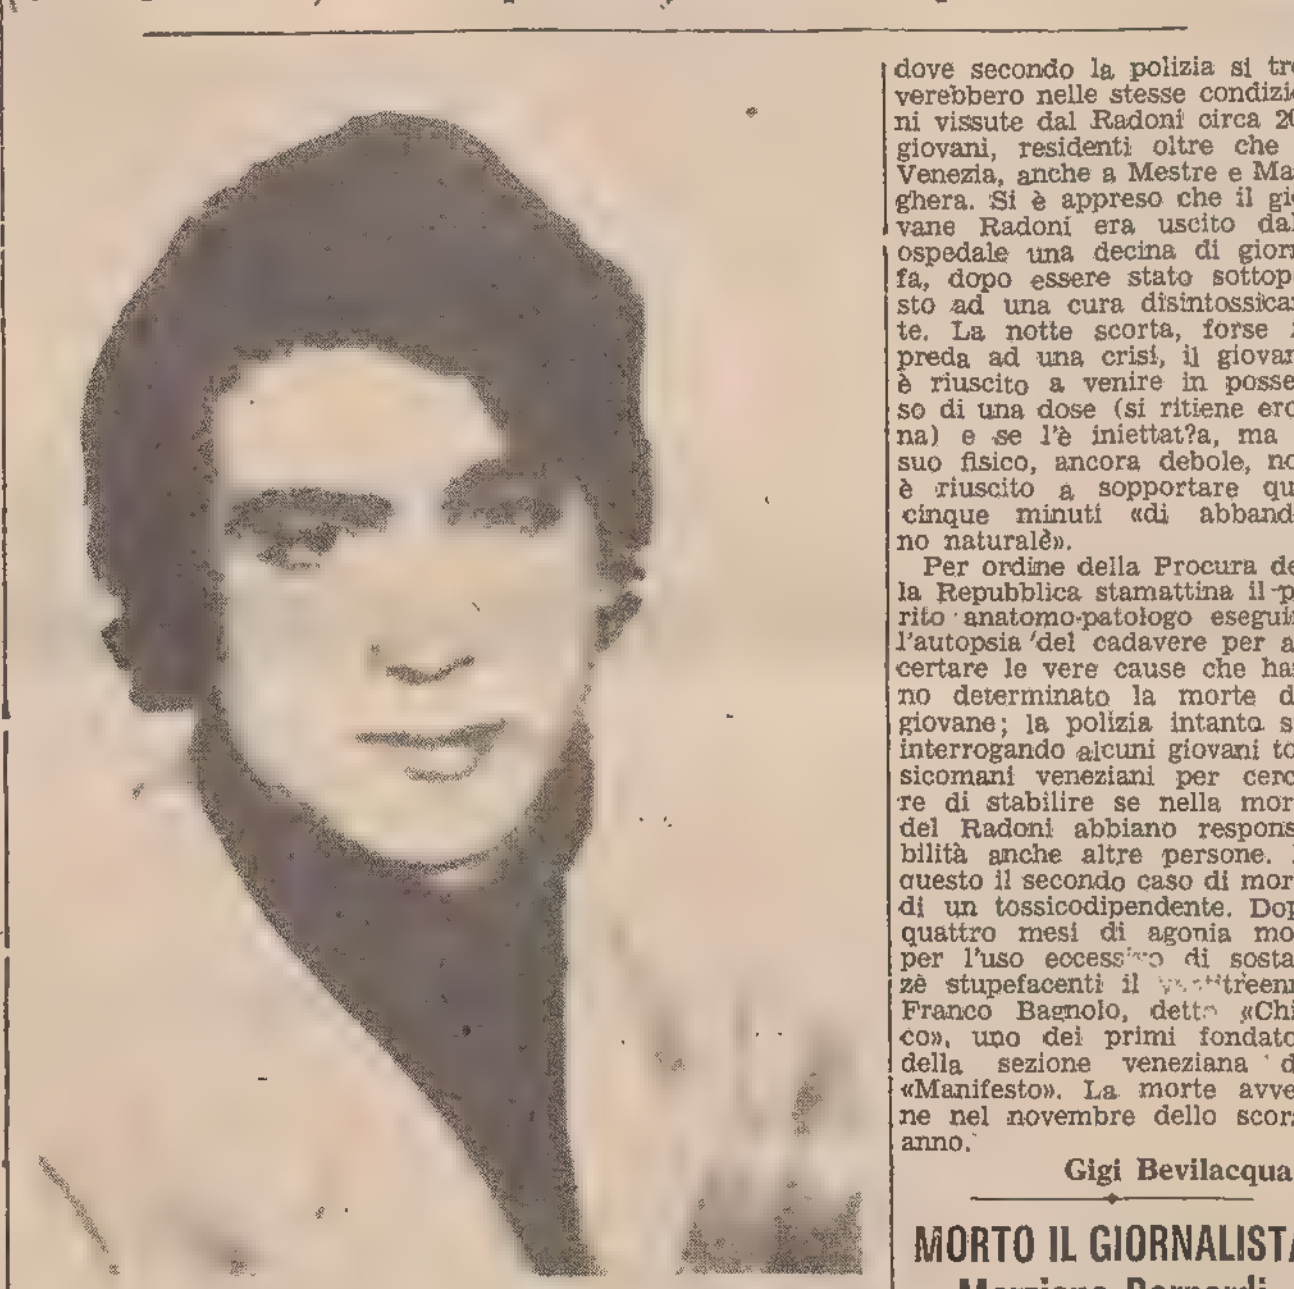 dove secondo la polizia si tro
verebbero nelle stesse condizio
ni vissute dal Radoni circa 20
giovani, residenti oltre che
Venezia, anche a Mestre e Mar
ghera. Si è appreso che il gio
vane Radoni era uscito dal
ospedale una decina di giorn
fa, dopo essere stato sottop
sto ad una cura disintossican
te. La notte scorta, forse
preda ad una crisi, il giovan
è riuscito a venire in posse
so di una dose (si ritiene ero
na) e se l'è iniettat?a, ma
suo fisico, ancora debole, no
è riuscito a sopportare qu
cinque minuti «di abband
no naturale».
Per ordine della Procura de
la Repubblica stamattina il p
rito anatomo-patologo esegui
l'autopsia del cadavere per a
certare le vere cause che ha
no determinato la morte d
giovane; la polizia intanto s
interrogando alcuni giovani to
sicomani veneziani per cerc
re di stabilire se nella mor
del Radoni abbiano respons
bilità anche altre persone.
questo il secondo caso di mor
di un tossicodipendente. Dop
quattro mesi di agonia mo
per l'uso eccessivo di sosta
zè stupefacenti il
Franco Bagnolo, detto «Chi
co», uno dei primi fondato
della sezione veneziana d
«Manifesto». La morte avve
ne nel novembre dello scors
anno.
Gigi Bevilacqua
MORTO IL GIORNALISTA